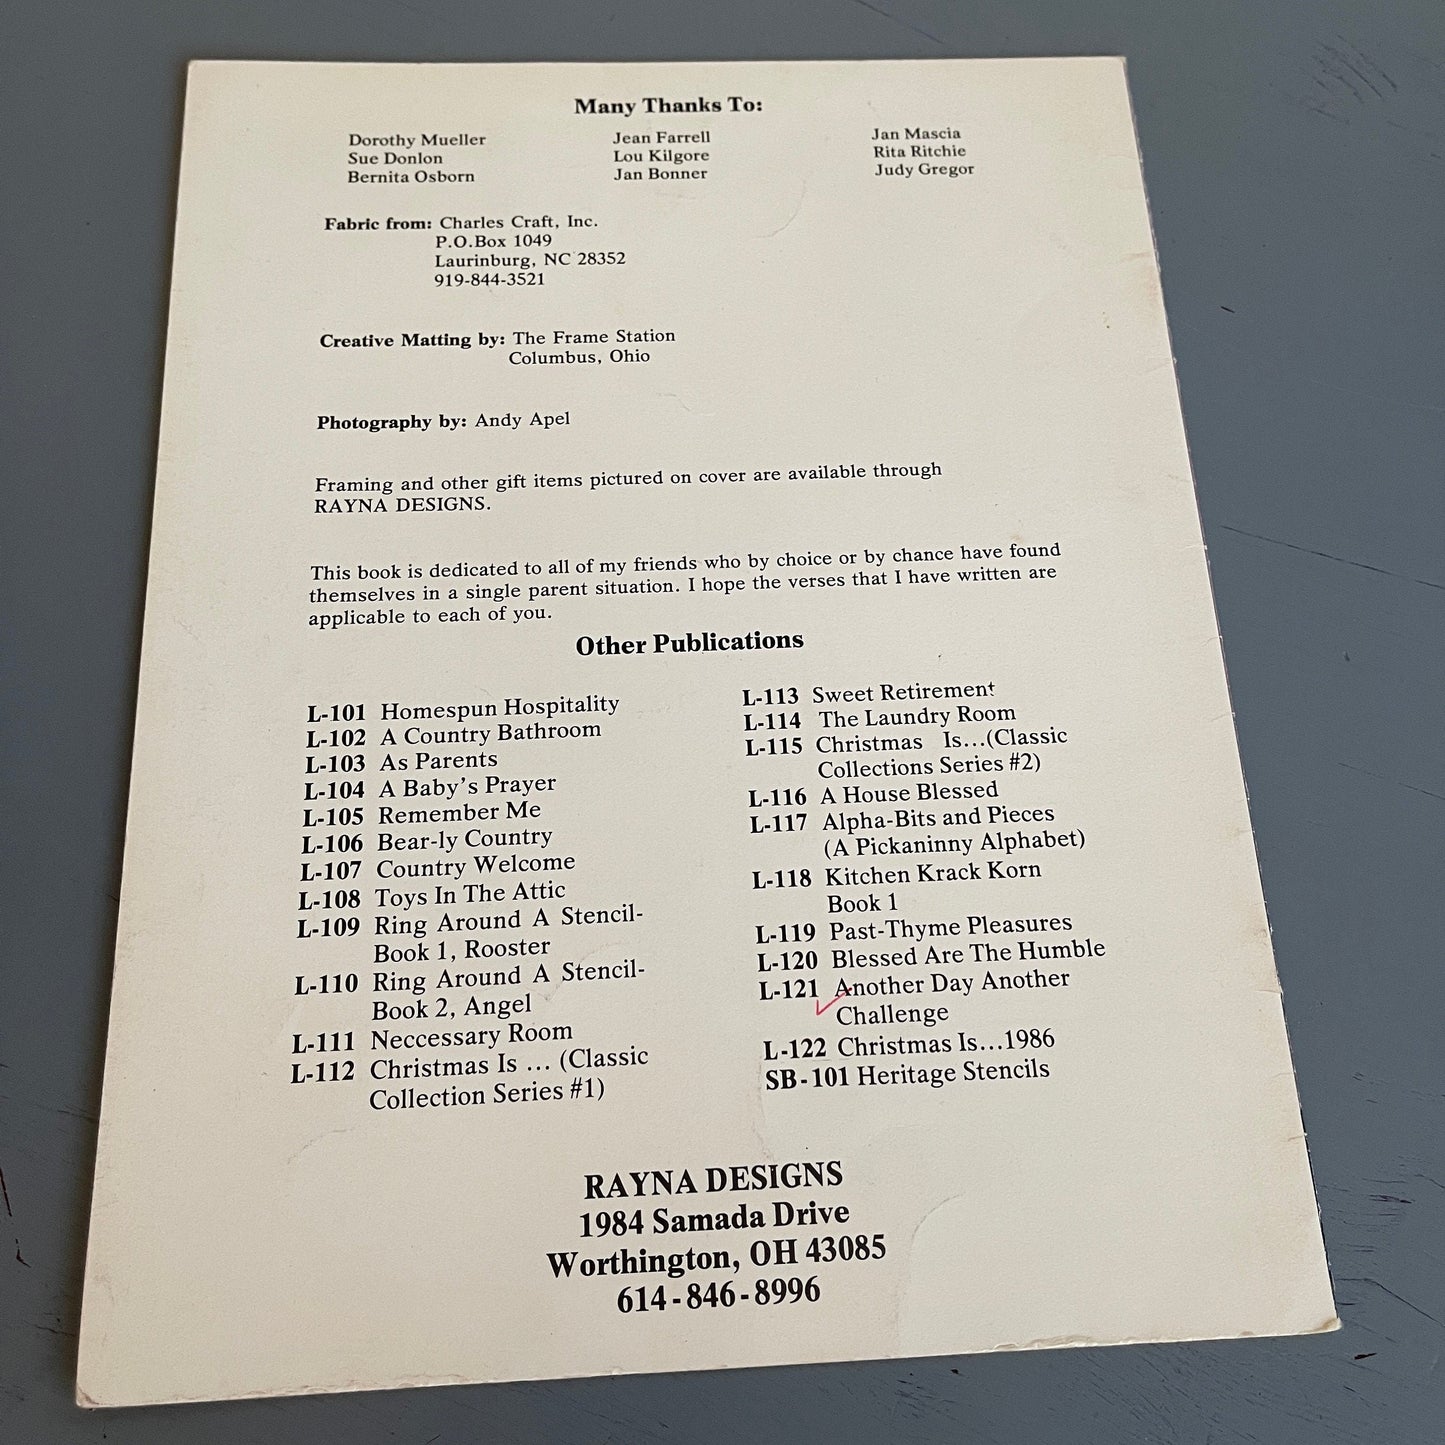 Many Thanks To:
Dorothy Mueller
Sue Donlon
Bernita Osborn
Jean Farrell
Lou Kilgore
Jan Bonner
Jan Mascia
Rita Ritchie
Judy Gregor
Fabric from: Charles Craft, Inc.
P.O.Box 1049
Laurinburg, NC 28352
919-844-3521
Creative Matting by: The Frame Station
Columbus, Ohio
Photography by: Andy Apel
Framing and other gift items pictured on cover are available through
RAYNA DESIGNS.
This book is dedicated to all of my friends who by choice or by chance have found
themselves in a single parent situation. I hope the verses that I have written are
applicable to each of you.
Other Publications
L-101 Homespun Hospitality
L-102 A Country Bathroom
L-103 As Parents
L-104 A Baby's Prayer
L-105 Remember Me
L-106 Bear-ly Country
L-107 Country Welcome
L-108 Toys In The Attic
L-109 Ring Around A Stencil-
Book 1, Rooster
L-110 Ring Around A Stencil-
Book 2, Angel
L-111 Neccessary Room
L-112 Christmas Is ... (Classic
Collection Series #1)
L-113 Sweet Retirement
L-114 The Laundry Room
L-115 Christmas Is...(Classic
Collections Series #2)
L-116 A House Blessed
L-117 Alpha-Bits and Pieces
(A Pickaninny Alphabet)
L-118 Kitchen Krack Korn
Book 1
L-119 Past-Thyme Pleasures
L-120 Blessed Are The Humble
L-121 Another Day Another
Challenge
L-122 Christmas Is...1986
SB-101 Heritage Stencils
RAYNA DESIGNS
1984 Samada Drive
Worthington, OH 43085
614-846-8996